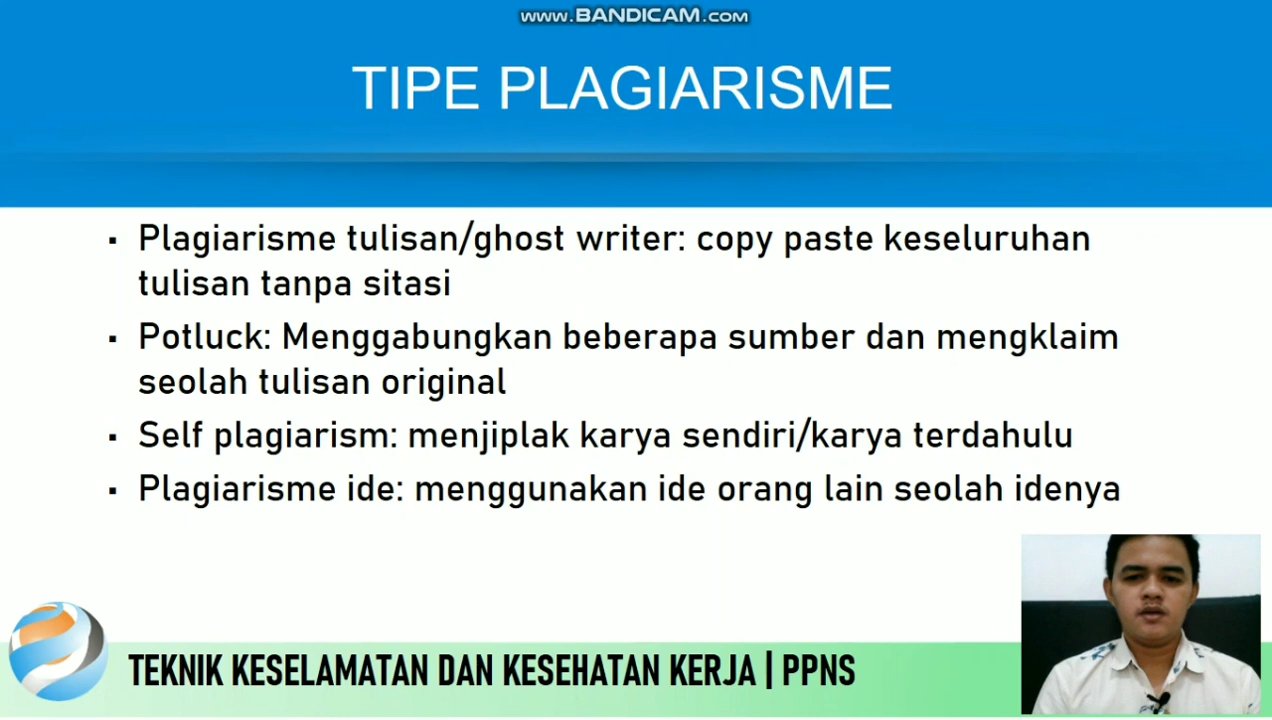 www.BANDICAM.com
TIPE PLAGIARISME
▪ Plagiarisme tulisan/ghost writer: copy paste keseluruhan
tulisan tanpa sitasi
▪ Potluck: Menggabungkan beberapa sumber dan mengklaim
seolah tulisan original
▪ Self plagiarism: menjiplak karya sendiri/karya terdahulu
▪ Plagiarisme ide: menggunakan ide orang lain seolah idenya
TEKNIK KESELAMATAN DAN KESEHATAN KERJA | PPNS